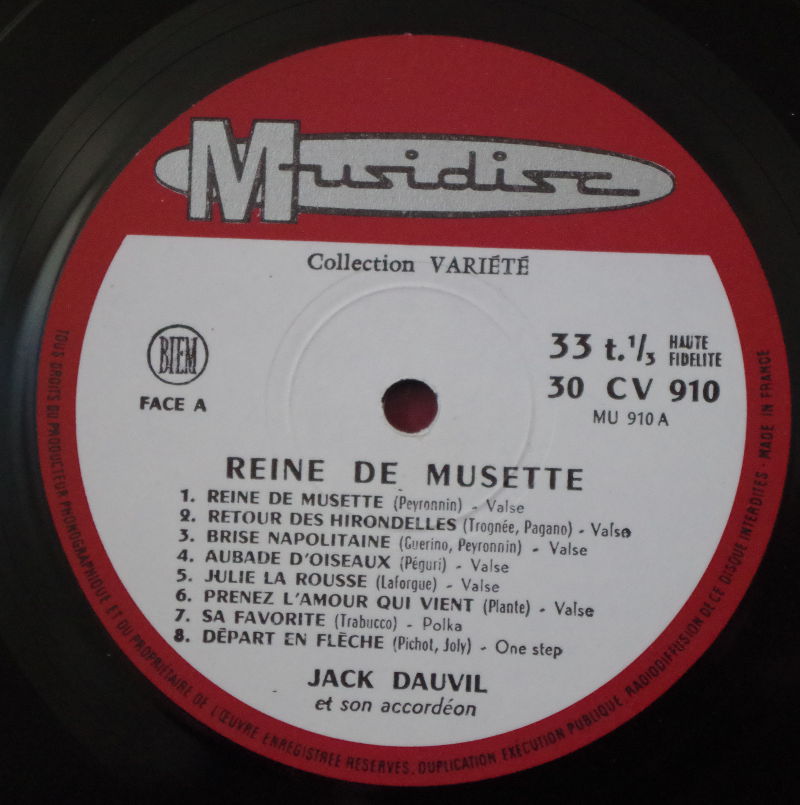 Musidisc
Collection VARIÉTÉ
BIEM
FACE A
33 t. 1/3 HAUTE FIDELITE
30 CV 910
MU 910 A
REINE DE MUSETTE
1. REINE DE MUSETTE (Peyronnin) - Valse
2. RETOUR DES HIRONDELLES (Trognée, Pagano) - Valse
3. BRISE NAPOLITAINE (Guerino, Peyronnin) - Valse
4. AUBADE D'OISEAUX (Péguri) - Valse
5. JULIE LA ROUSSE (Laforgue) - Valse
6. PRENEZ L'AMOUR QUI VIENT (Plante) - Valse
7. SA FAVORITE (Trabucco) - Polka
8. DÉPART EN FLÈCHE (Pichot, Joly) - One step
JACK DAUVIL
et son accordéon
TOUS DROITS DU PRODUCTEUR PHONOGRAPHIQUE ET DU PROPRIÉTAIRE DE L'ŒUVRE ENREGISTREE RESERVES. DUPLICATION, EXÉCUTION PUBLIQUE, RADIODIFFUSION DE CE DISQUE INTERDITES - MADE IN FRANCE